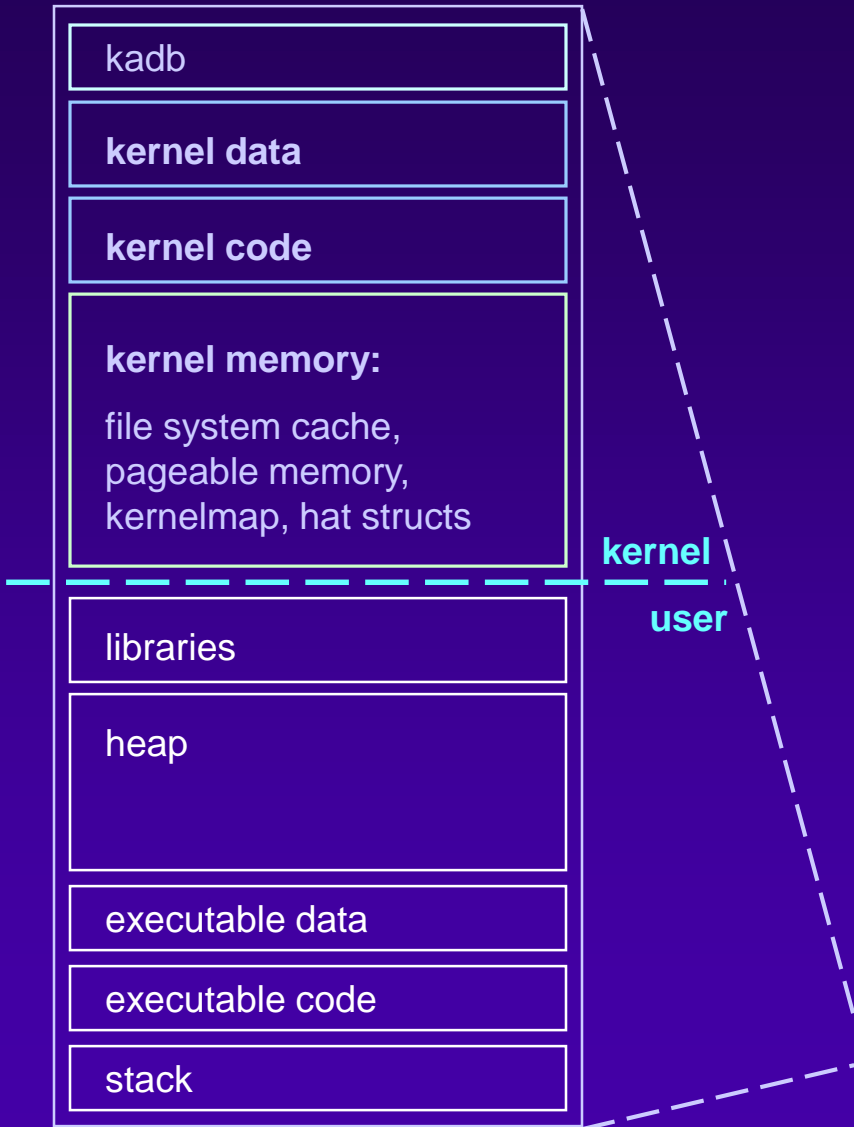 kadb
kernel data
kernel code
kernel memory:
file system cache,
pageable memory,
kernelmap, hat structs
kernel
user
libraries
heap
executable data
executable code
stack